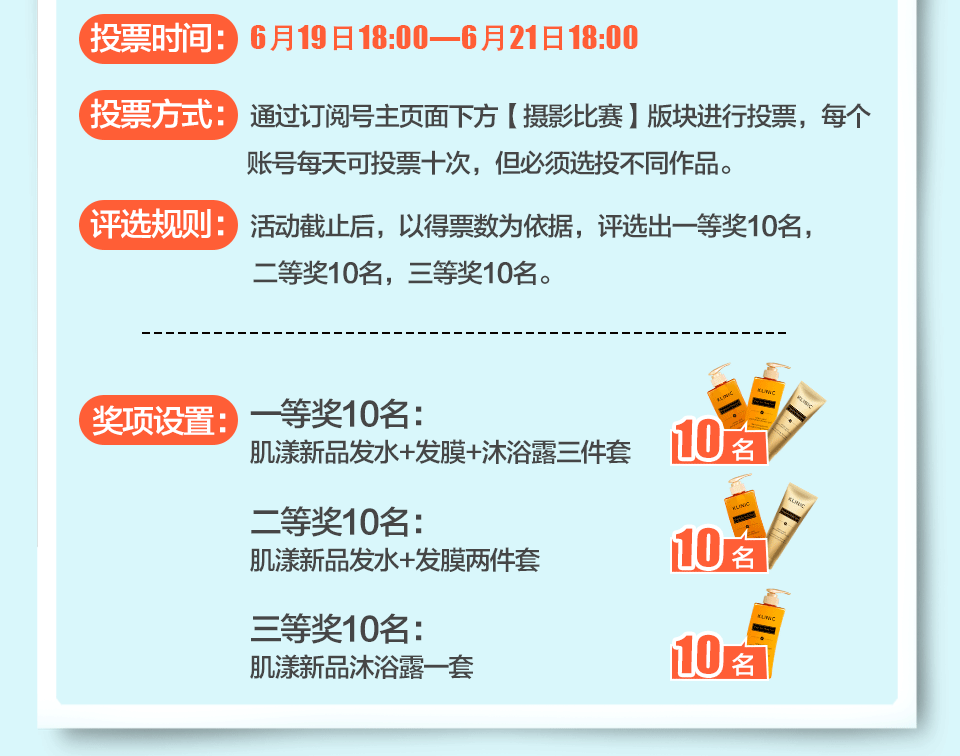 投票时间：6月19日18:00—6月21日18:00
投票方式：通过订阅号主页面下方【摄影比赛】版块进行投票，每个
账号每天可投票十次，但必须选投不同作品。
评选规则：活动截止后，以得票数为依据，评选出一等奖10名，
二等奖10名，三等奖10名。
奖项设置：一等奖10名：
肌漾新品发水+发膜+沐浴露三件套
KLINIC KLINIC KLINIC
10名
二等奖10名：
肌漾新品发水+发膜两件套
KLINIC KLINIC
10名
三等奖10名：
肌漾新品沐浴露一套
KLINIC
10名